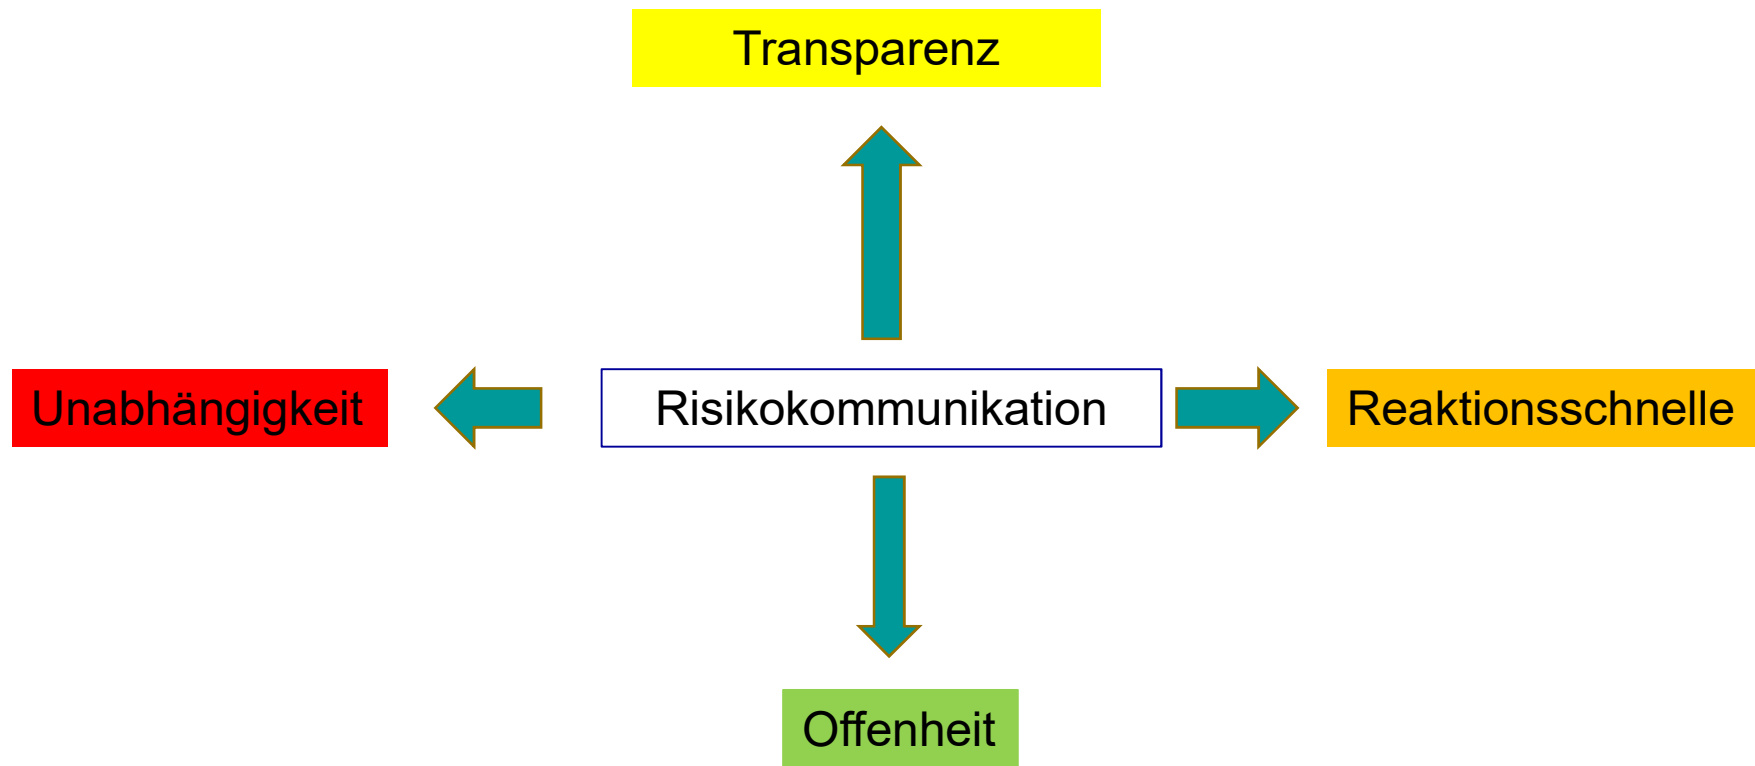 Transparenz
Unabhängigkeit
Risikokommunikation
Reaktionsschnelle
Offenheit